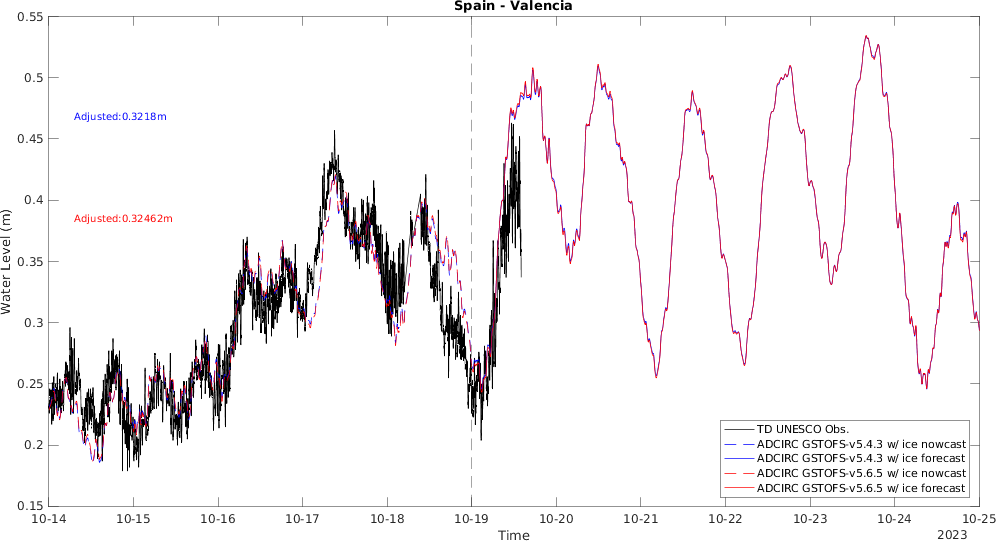 Spain - Valencia
0.55
0.5
0.45
0.4
0.35
0.3
0.25
0.2
0.15
Water Level (m)
Adjusted:0.3218m
Adjusted:0.32462m
TD UNESCO Obs.
ADCIRC GSTOFS-v5.4.3 w/ ice nowcast
ADCIRC GSTOFS-v5.4.3 w/ ice forecast
ADCIRC GSTOFS-v5.6.5 w/ ice nowcast
ADCIRC GSTOFS-v5.6.5 w/ ice forecast
10-14 10-15 10-16 10-17 10-18 10-19 10-20 10-21 10-22 10-23 10-24 10-25
Time
2023